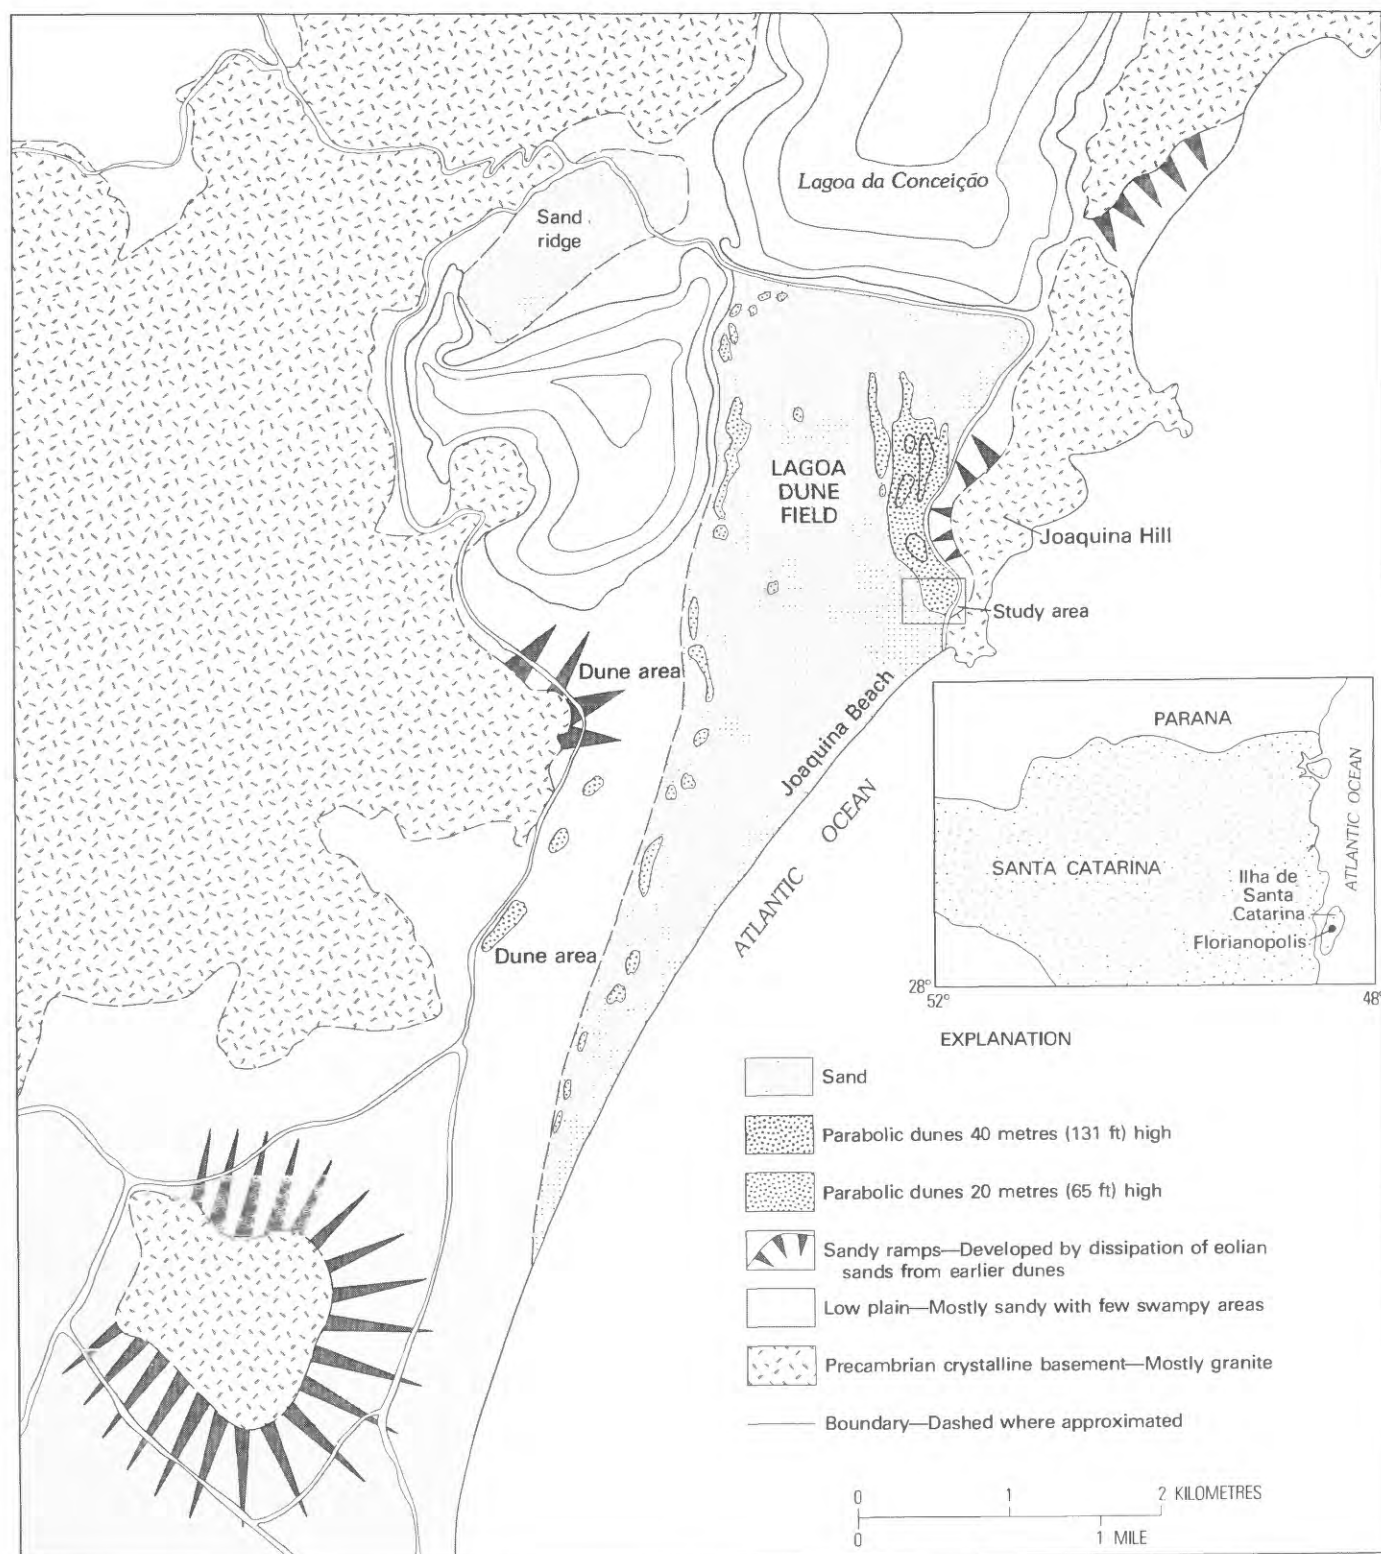 Lagoa da Conceição
Sand
ridge
LAGOA
DUNE
FIELD
Joaquina Hill
Study area
Dune area
Joaquina Beach
ATLANTIC OCEAN
Dune area
PARANA
ATLANTIC OCEAN
SANTA CATARINA
Ilha de
Santa
Catarina
Florianopolis
28°
52°
48°
EXPLANATION
Sand
Parabolic dunes 40 metres (131 ft) high
Parabolic dunes 20 metres (65 ft) high
Sandy ramps—Developed by dissipation of eolian
sands from earlier dunes
Low plain—Mostly sandy with few swampy areas
Precambrian crystalline basement—Mostly granite
Boundary—Dashed where approximated
0 1 2 KILOMETRES
0 1 MILE